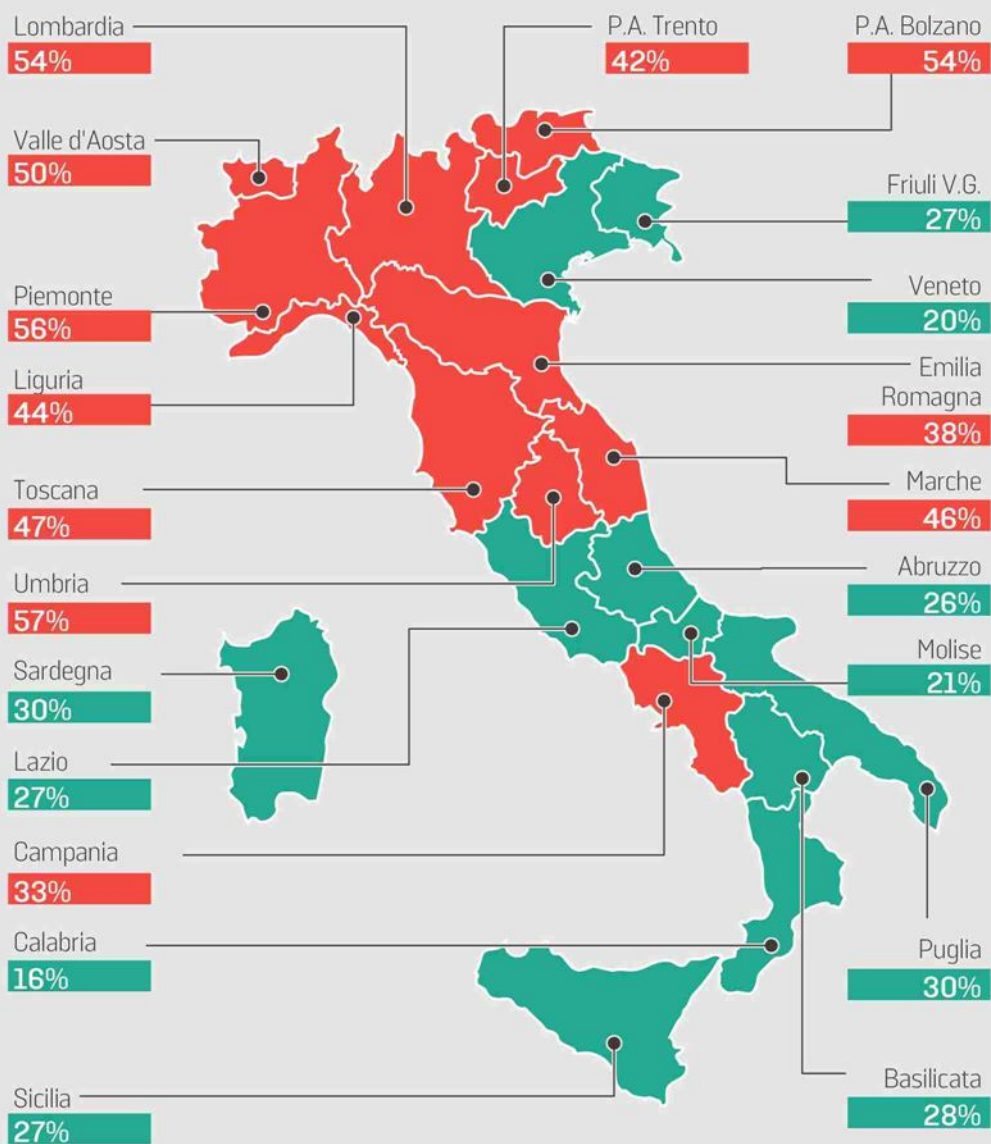 Lombardia
54%
P.A. Trento
42%
P.A. Bolzano
54%
Valle d'Aosta
50%
Friuli V.G.
27%
Piemonte
56%
Veneto
20%
Liguria
44%
Emilia
Romagna
38%
Toscana
47%
Marche
46%
Umbria
57%
Abruzzo
26%
Sardegna
30%
Molise
21%
Lazio
27%
Campania
33%
Calabria
16%
Puglia
30%
Sicilia
27%
Basilicata
28%